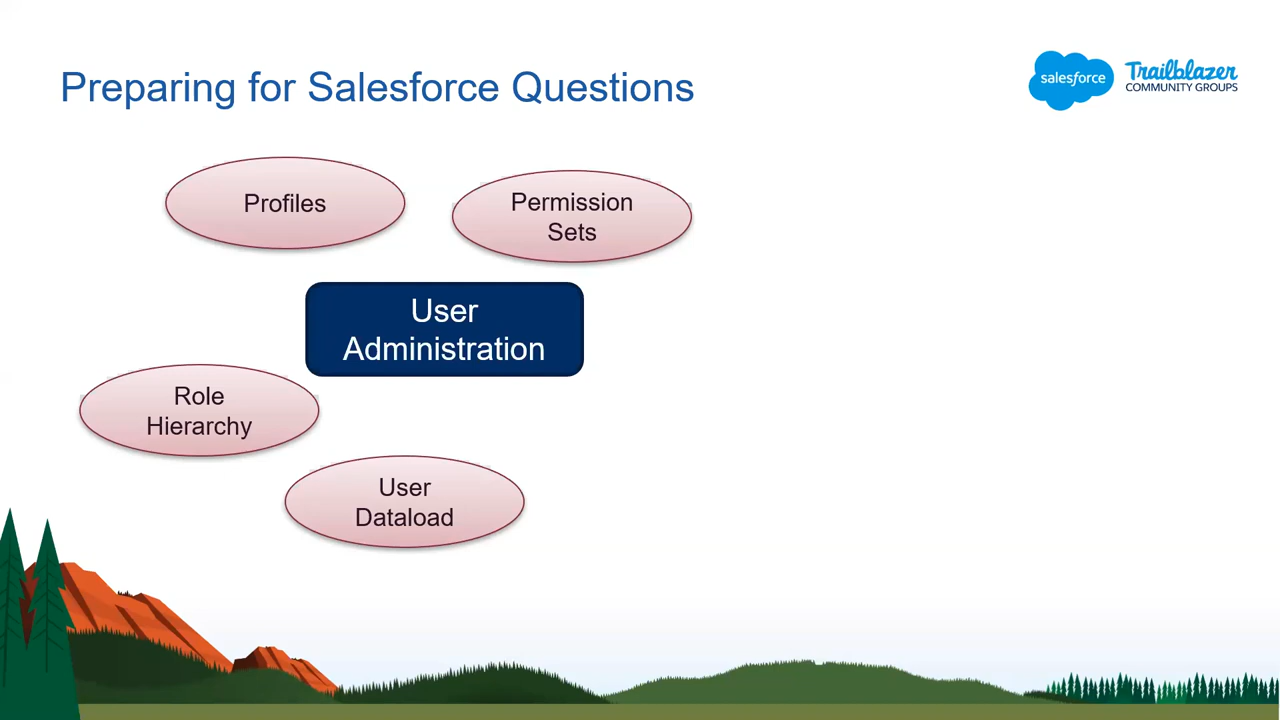 Preparing for Salesforce Questions
salesforce
Trailblazer
COMMUNITY GROUPS
Profiles
Permission
Sets
User
Administration
Role
Hierarchy
User
Dataload